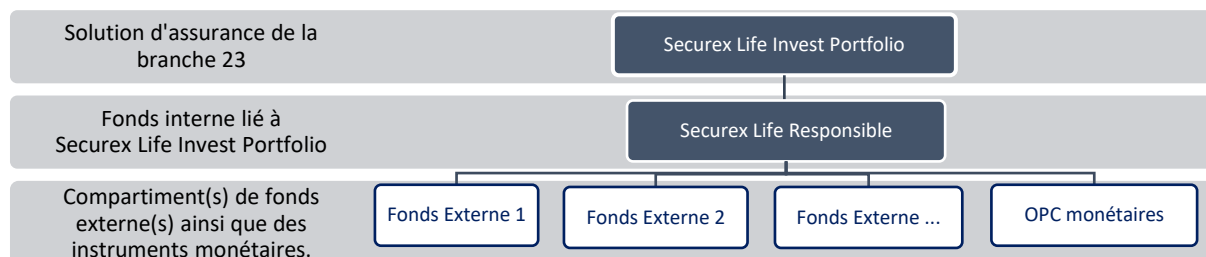 Solution d'assurance de la
branche 23
Securex Life Invest Portfolio
Fonds interne lié à
Securex Life Invest Portfolio
Securex Life Responsible
Compartiment(s) de fonds
externe(s) ainsi que des
instruments monétaires.
Fonds Externe 1
Fonds Externe 2
Fonds Externe ...
OPC monétaires